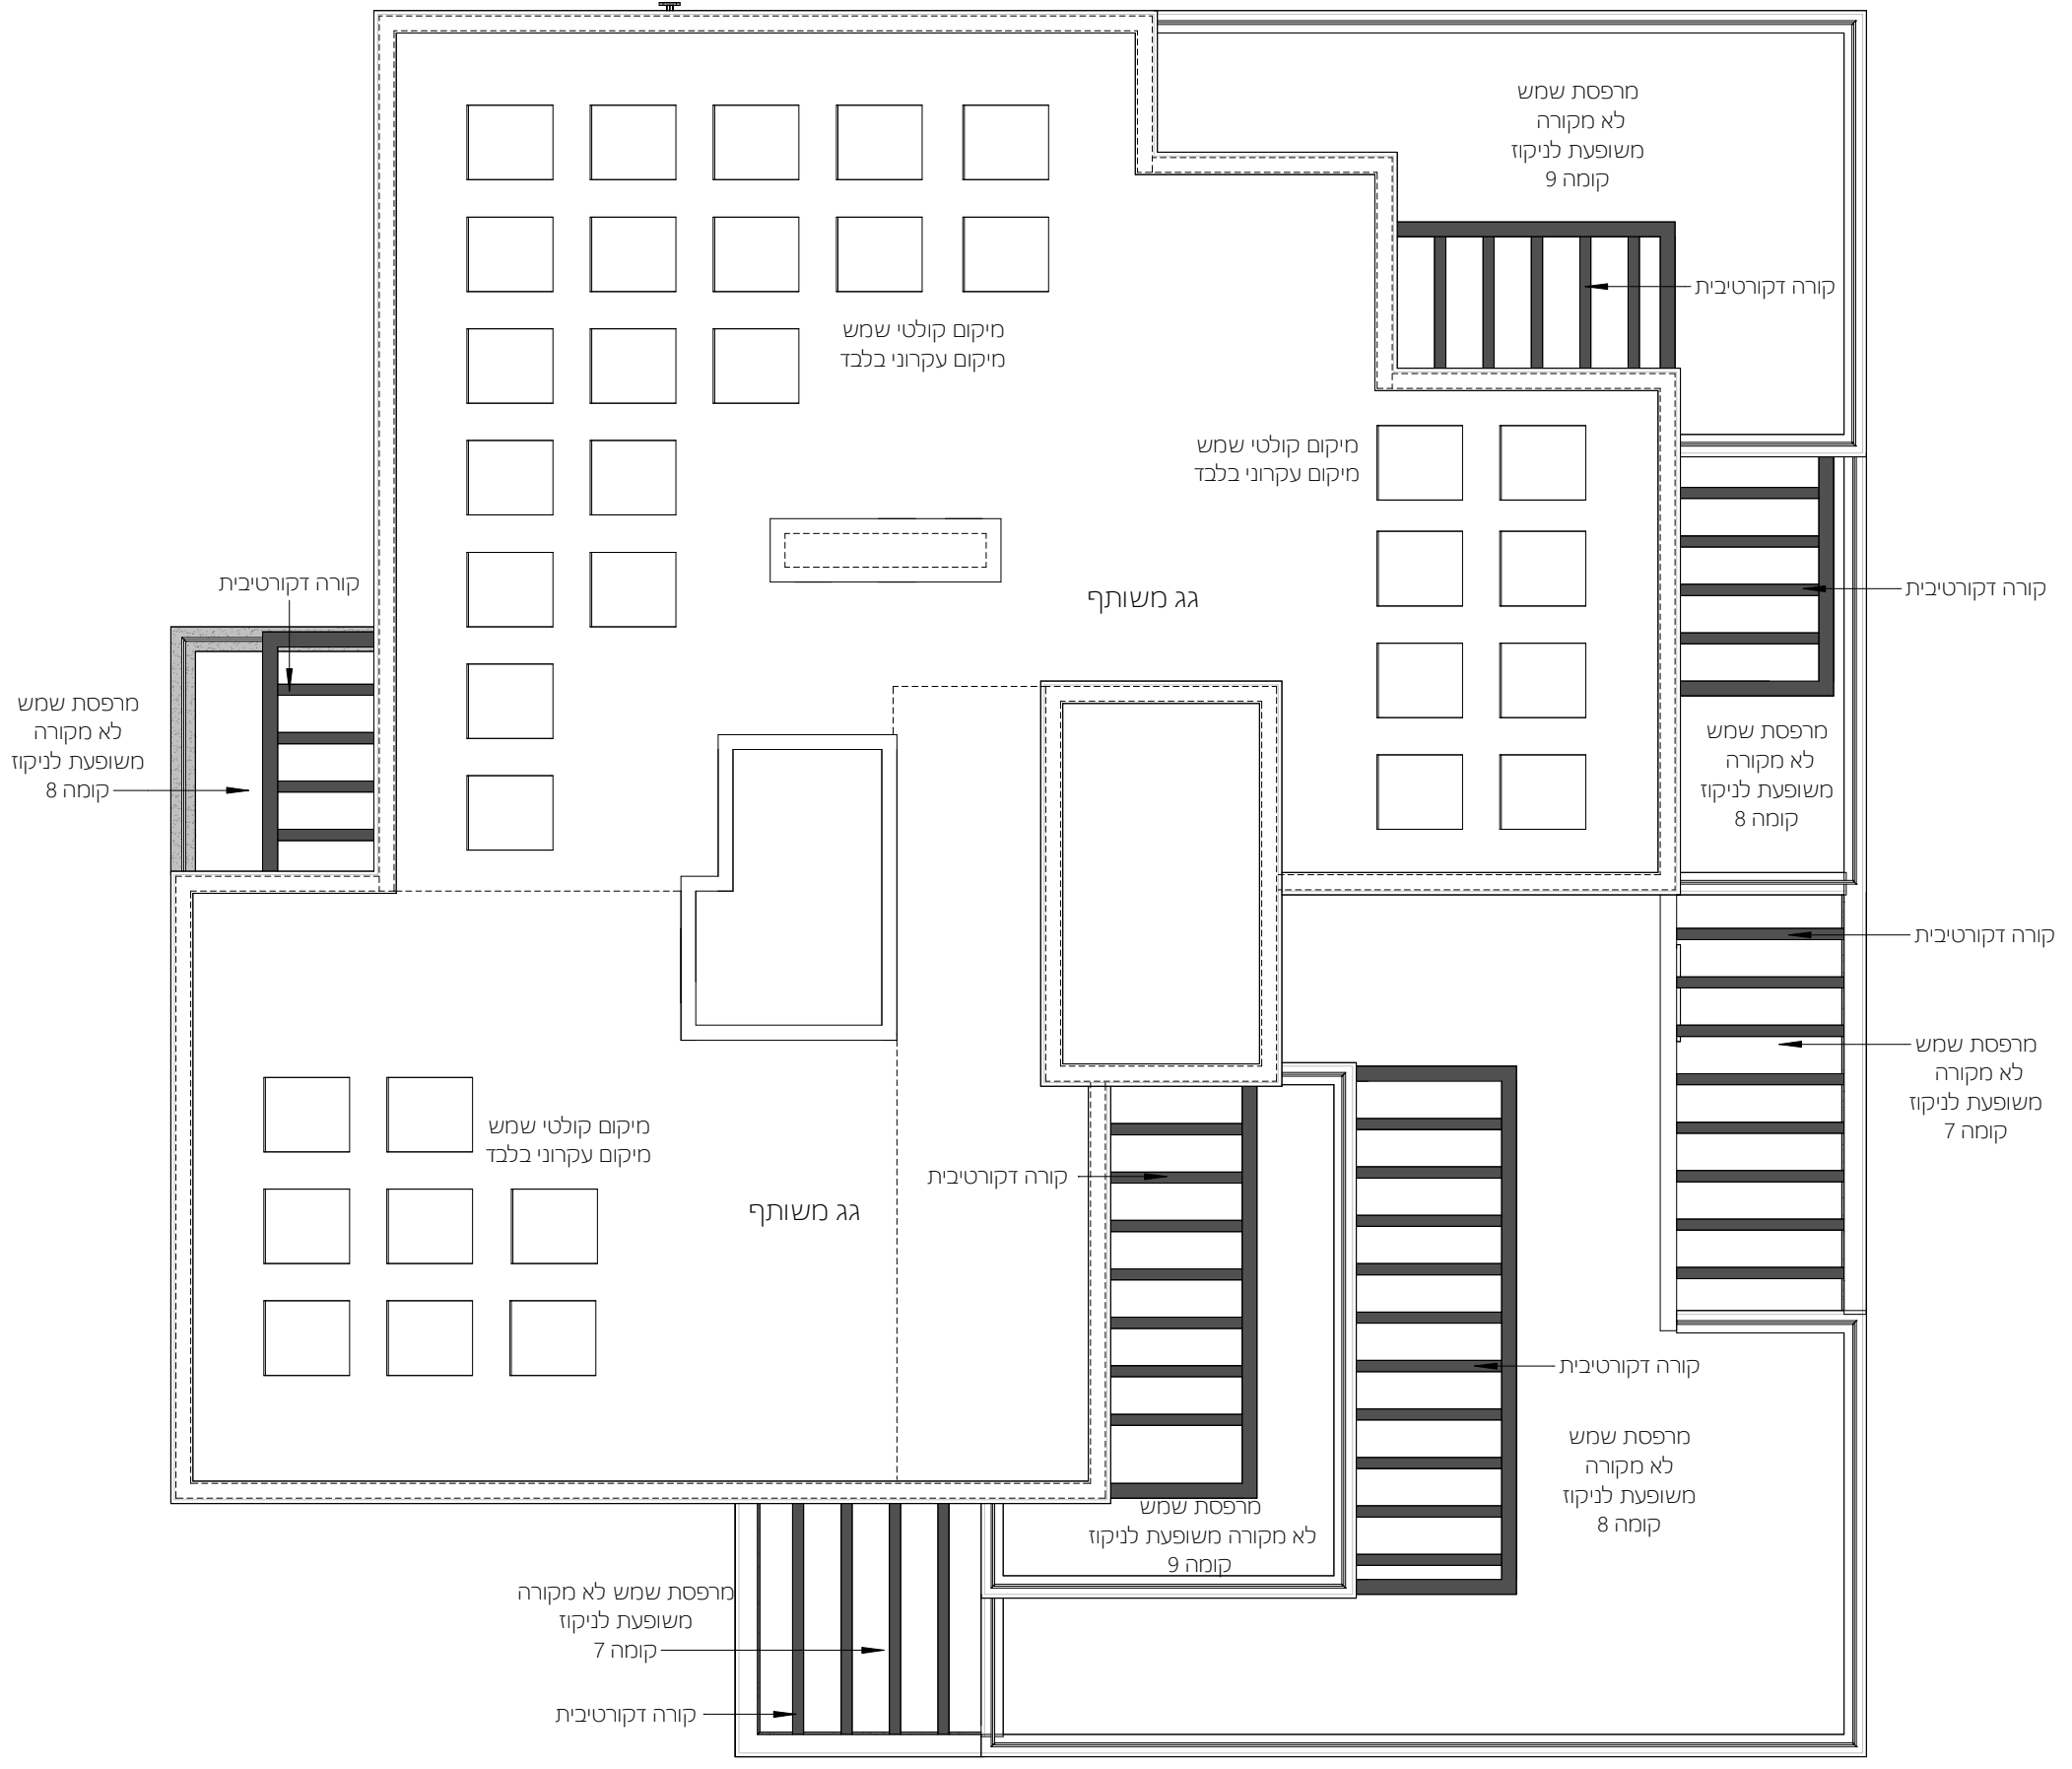 מרפסת שמש
לא מקורה
משופעת לניקוז
קומה 9
קורה דקורטיבית
מיקום קולטי שמש
מיקום עקרוני בלבד
מיקום קולטי שמש
מיקום עקרוני בלבד
קורה דקורטיבית
גג משותף
קורה דקורטיבית
מרפסת שמש
לא מקורה
משופעת לניקוז
קומה 8
מרפסת שמש
לא מקורה
משופעת לניקוז
קומה 8
קורה דקורטיבית
מרפסת שמש
לא מקורה
משופעת לניקוז
קומה 7
מיקום קולטי שמש
מיקום עקרוני בלבד
קורה דקורטיבית
גג משותף
קורה דקורטיבית
מרפסת שמש
לא מקורה
משופעת לניקוז
קומה 8
מרפסת שמש
לא מקורה משופעת לניקוז
קומה 9
מרפסת שמש לא מקורה
משופעת לניקוז
קומה 7
קורה דקורטיבית